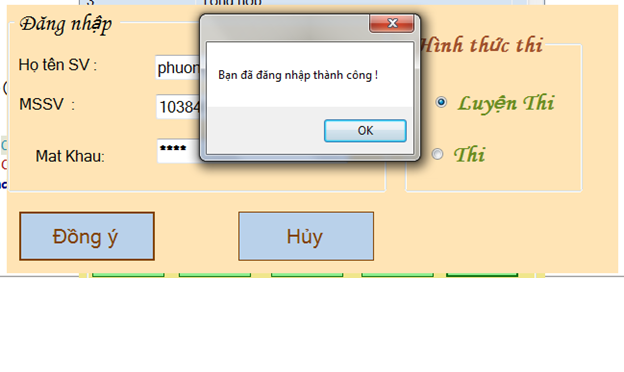 Đăng nhập
Họ tên SV :
phuon
MSSV :
10384
Mat Khau:
****
Bạn đã đăng nhập thành công !
OK
Hình thức thi
Luyện Thi
Thi
Đồng ý
Hủy